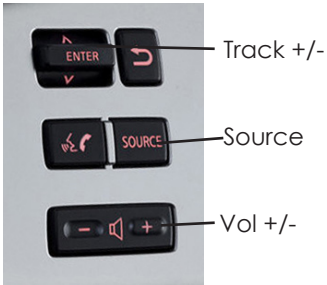 ENTER
Track +/-
SOURCE
Source
- +
Vol +/-